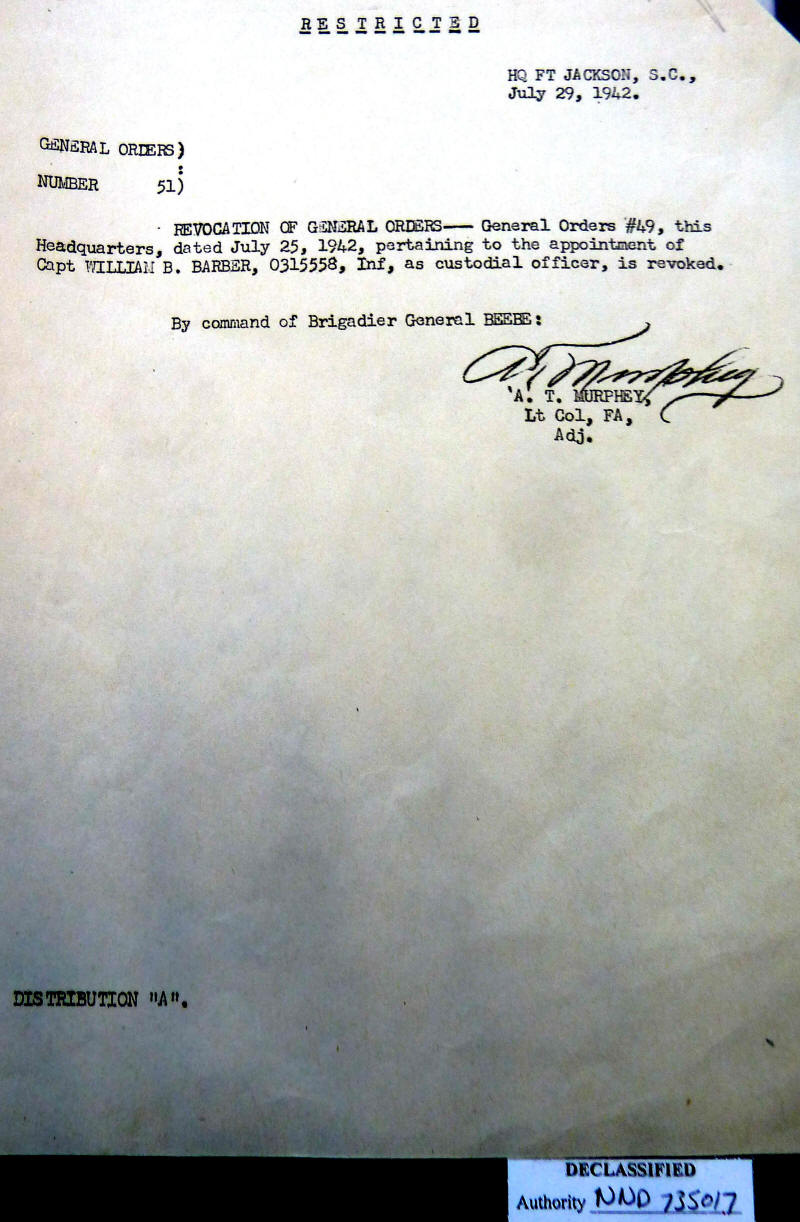 RESTRICTED
HQ FT JACKSON, S.C.,
July 29, 1942.
GENERAL ORDERS)
:
NUMBER 51)
REVOCATION OF GENERAL ORDERS—— General Orders #49, this
Headquarters, dated July 25, 1942, pertaining to the appointment of
Capt WILLIAM B. BARBER, O315558, Inf, as custodial officer, is revoked.
By command of Brigadier General BEEBE:
A T Murphey
A. T. MURPHEY,
Lt Col, FA,
Adj.
DISTRIBUTION "A".
DECLASSIFIED
Authority NND 735017